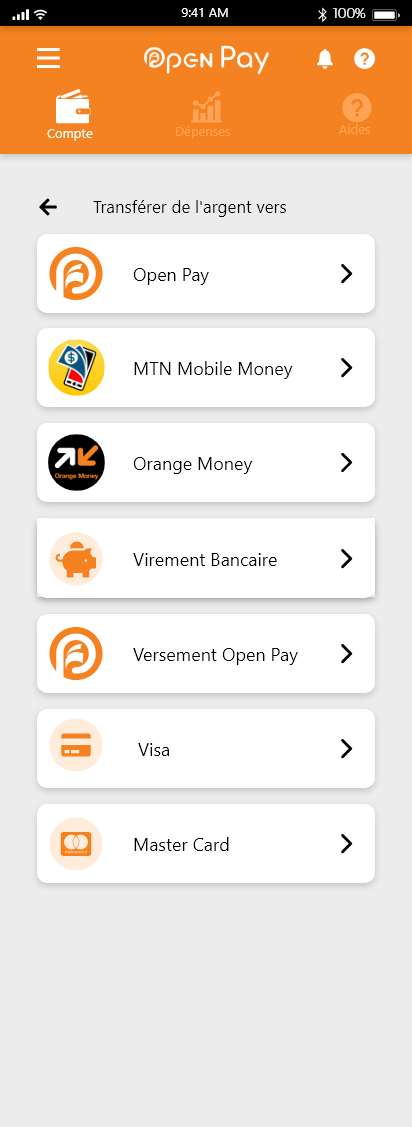 9:41 AM
100%
Open Pay
Compte
Dépenses
Aides
Transférer de l'argent vers
Open Pay
MTN Mobile Money
Orange Money
Orange Money
Virement Bancaire
Versement Open Pay
Visa
Master Card